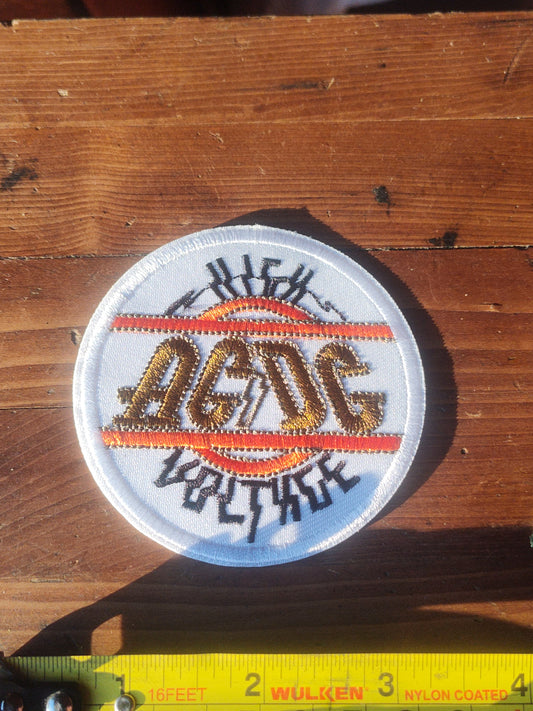 HIGH
AC/DC
VOLTAGE
1 16FEET 2 WULKEN 3 NYLON COATED 4